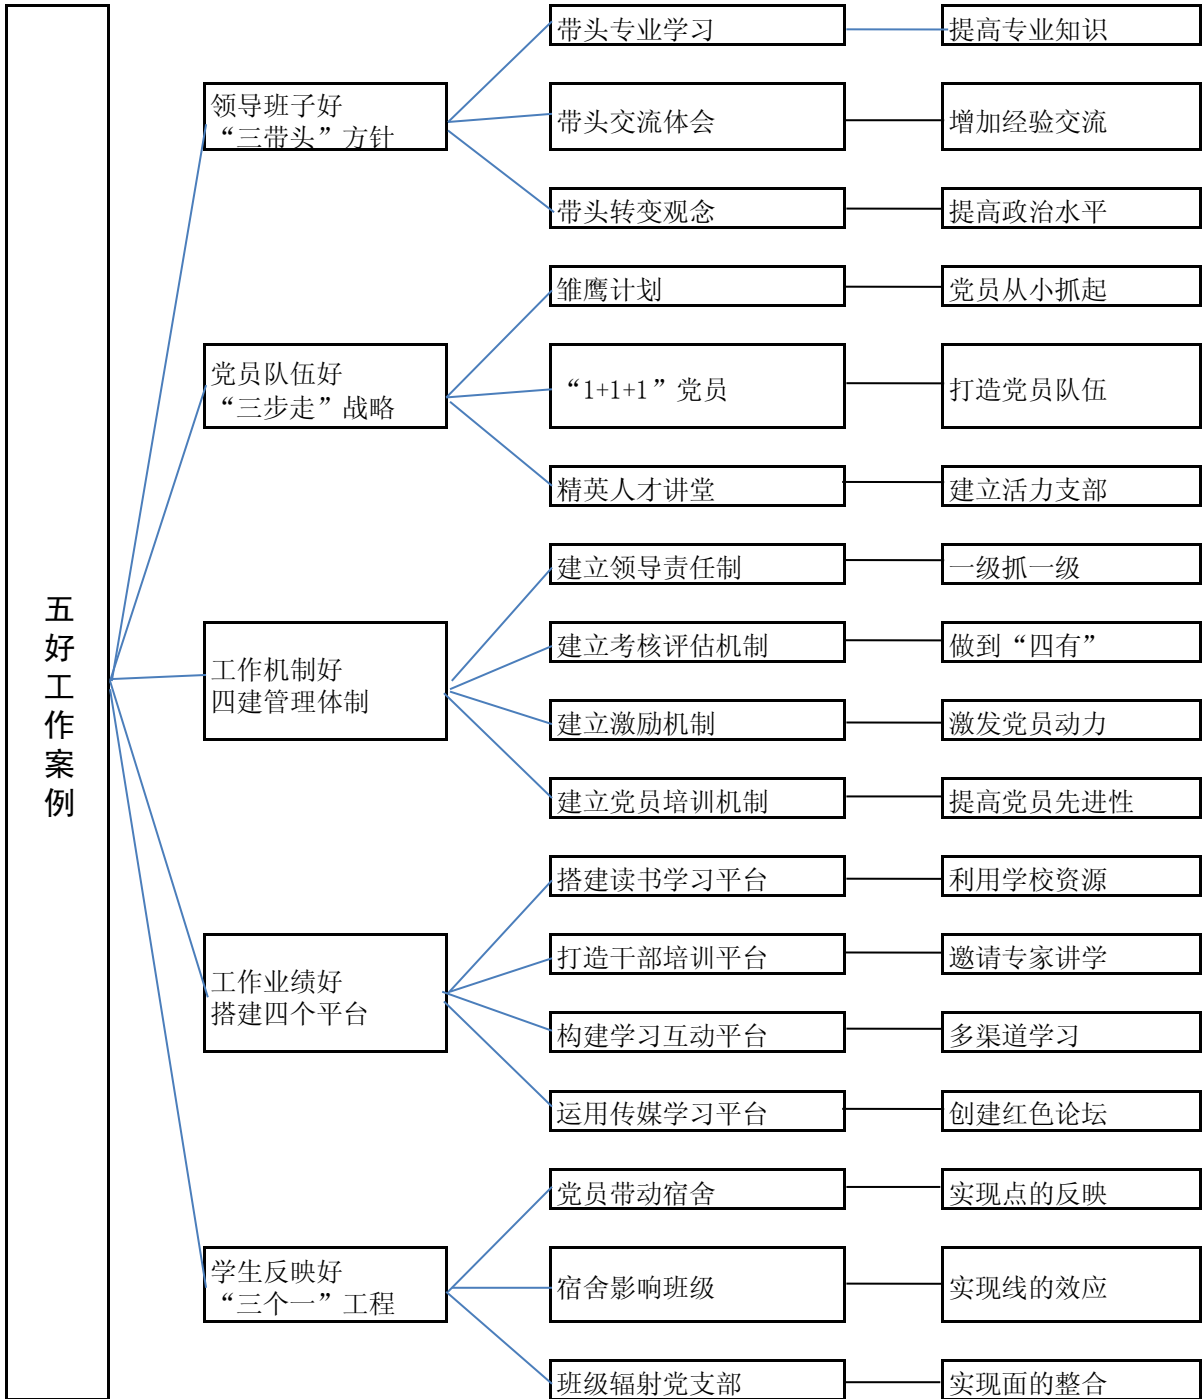 五好工作案例
领导班子好
“三带头”方针
带头专业学习
提高专业知识
带头交流体会
增加经验交流
带头转变观念
提高政治水平
党员队伍好
“三步走”战略
雏鹰计划
党员从小抓起
“1+1+1”党员
打造党员队伍
精英人才讲堂
建立活力支部
工作机制好
四建管理体制
建立领导责任制
一级抓一级
建立考核评估机制
做到“四有”
建立激励机制
激发党员动力
建立党员培训机制
提高党员先进性
工作业绩好
搭建四个平台
搭建读书学习平台
利用学校资源
打造干部培训平台
邀请专家讲学
构建学习互动平台
多渠道学习
运用传媒学习平台
创建红色论坛
学生反映好
“三个一”工程
党员带动宿舍
实现点的反映
宿舍影响班级
实现线的效应
班级辐射党支部
实现面的整合